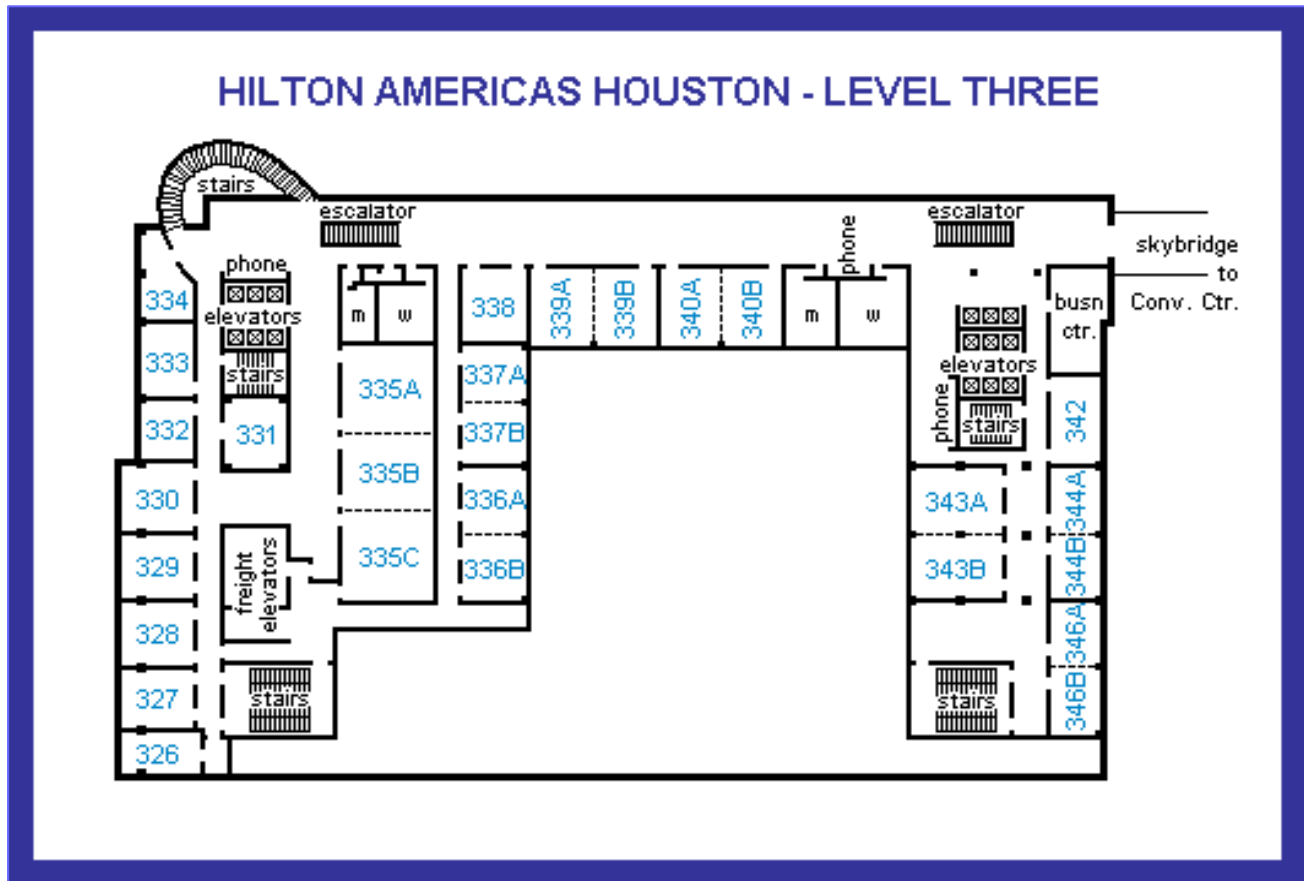 HILTON AMERICAS HOUSTON - LEVEL THREE
stairs
escalator
escalator
phone
skybridge
to
Conv. Ctr.
phone
334
elevators
m
w
338
339A
339B
340A
340B
m
w
busn
ctr.
333
stairs
335A
337A
elevators
phone
342
332
331
337B
stairs
330
335B
336A
343A
344A
329
freight
elevators
335C
336B
343B
344B
328
346A
327
stairs
stairs
346B
326